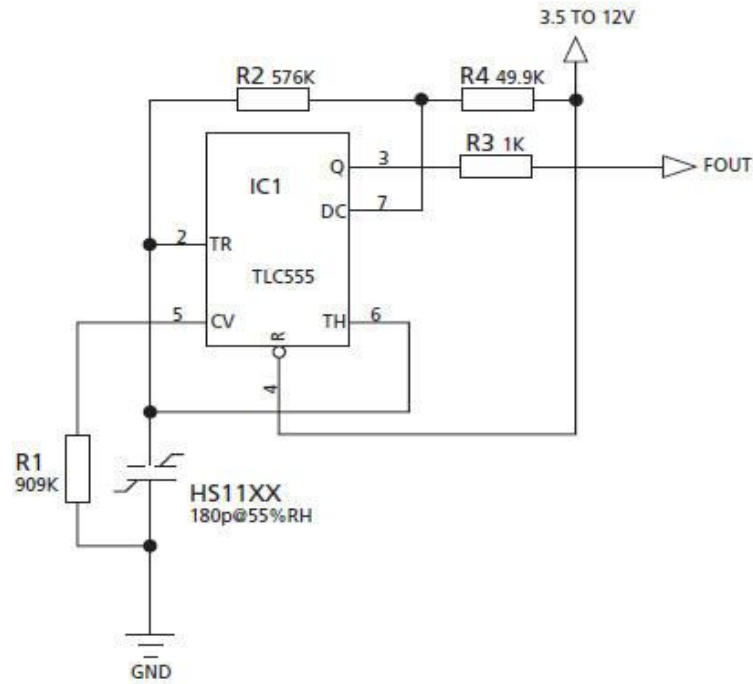 3.5 TO 12V
R2 576K
R4 49.9K
R3 1K
FOUT
IC1
Q
3
DC
7
2
TR
TLC555
5
CV
TH
6
R
4
R1
909K
HS11XX
180p@55%RH
GND